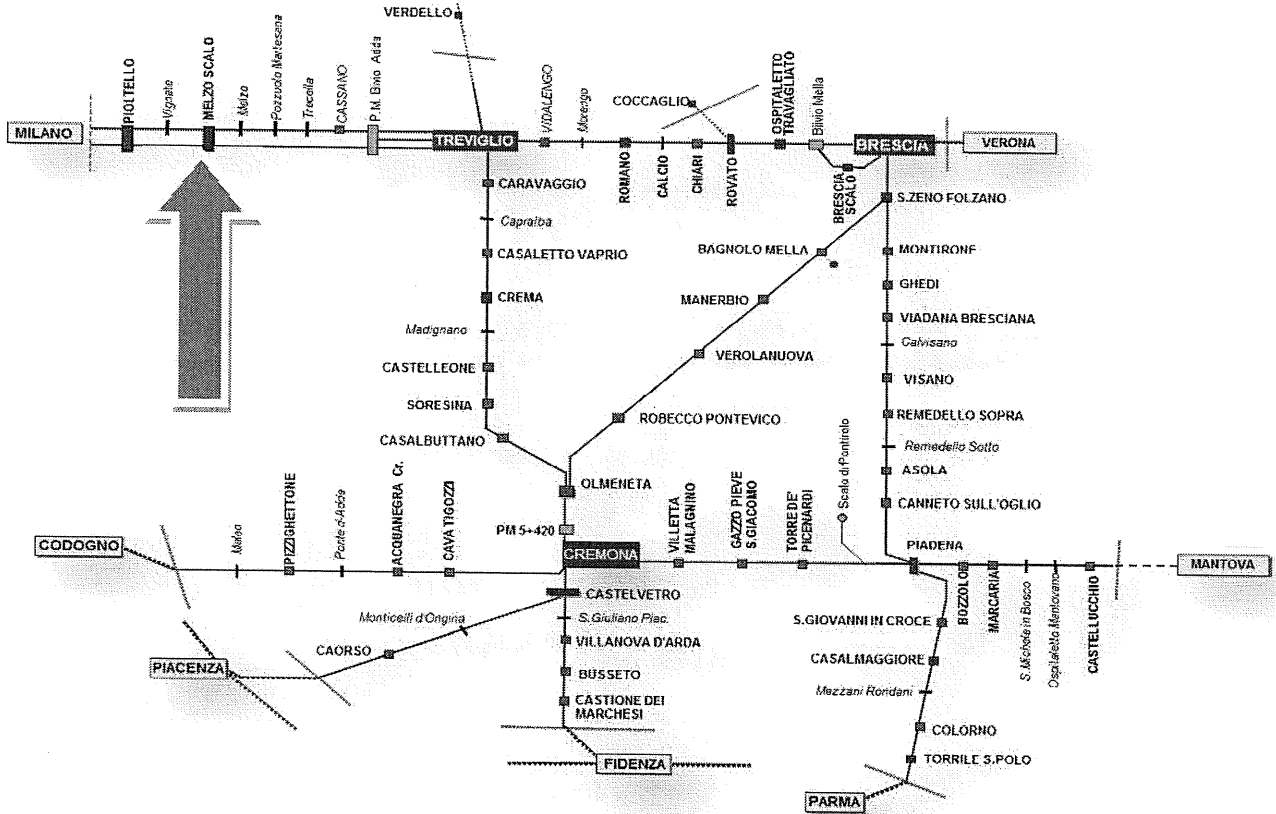 VERDELLO
PIOLTELLO
Vignate
MELZO SCALO
Melzo
Pozzuolo Martesana
Trecella
CASSANO
P.M. Bivio Adda
MILANO
TREVIGLIO
VIDALENGO
Morengo
ROMANO
CALCIO
COCCAGLIO
CHIARI
ROVATO
OSPITALETTO
TRAVAGLIATO
Biivio Mella
BRESCIA
SCALO
BRESCIA
VERONA
CARAVAGGIO
Capralba
CASALETTO VAPRIO
CREMA
Madignano
CASTELLEONE
SORESINA
CASALBUTTANO
S.ZENO FOLZANO
BAGNOLO MELLA
MANERBIO
VEROLANUOVA
ROBECCO PONTEVICO
MONTIRONE
GHEDI
VIADANA BRESCIANA
Calvisano
VISANO
REMEDELLO SOPRA
Remedello Sotto
ASOLA
CANNETO SULL'OGLIO
OLMENETA
PM 5+420
CODOGNO
Maleo
PIZZIGHETTONE
Ponte d'Adda
ACQUANEGRA Cr.
CAVA TIGOZZI
CREMONA
VILLETTA
MALAGNINO
GAZZO PIEVE
S.GIACOMO
TORRE DE'
PICENARDI
Scalo di Pontirolo
PIADENA
BOZZOLO
MARCARIA
S.Michele in Bosco
Ospitaletto Mantovano
CASTELLUCCHIO
MANTOVA
CASTELVETRO
Monticelli d'Ongina
CAORSO
PIACENZA
S.Giuliano Piac.
VILLANOVA D'ARDA
BUSSETO
CASTIONE DEI
MARCHESI
FIDENZA
S.GIOVANNI IN CROCE
CASALMAGGIORE
Mezzani Rondani
COLORNO
TORRILE S.POLO
PARMA